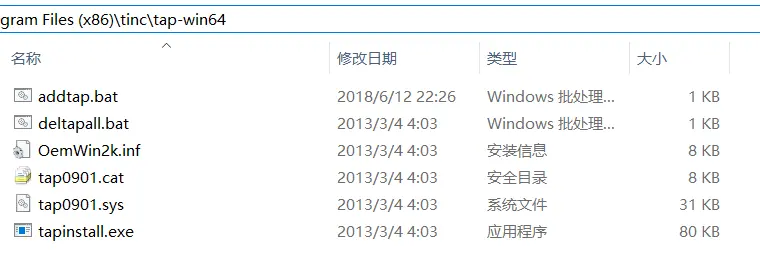 gram Files (x86)\tinc\tap-win64
名称 修改日期 类型 大小
addtap.bat 2018/6/12 22:26 Windows 批处理... 1 KB
deltapall.bat 2013/3/4 4:03 Windows 批处理... 1 KB
OemWin2k.inf 2013/3/4 4:03 安装信息 8 KB
tap0901.cat 2013/3/4 4:03 安全目录 8 KB
tap0901.sys 2013/3/4 4:03 系统文件 31 KB
tapinstall.exe 2013/3/4 4:03 应用程序 80 KB